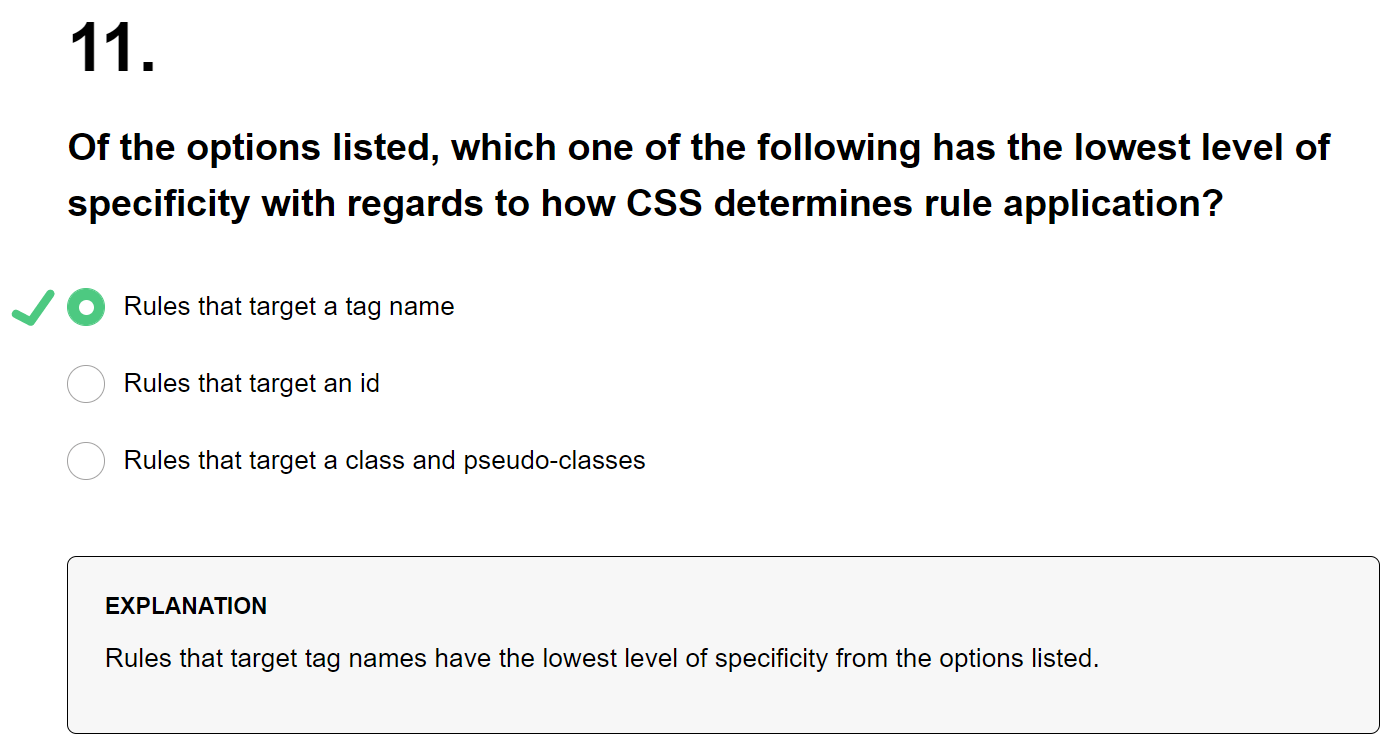 11.
Of the options listed, which one of the following has the lowest level of
specificity with regards to how CSS determines rule application?
Rules that target a tag name
Rules that target an id
Rules that target a class and pseudo-classes
EXPLANATION
Rules that target tag names have the lowest level of specificity from the options listed.